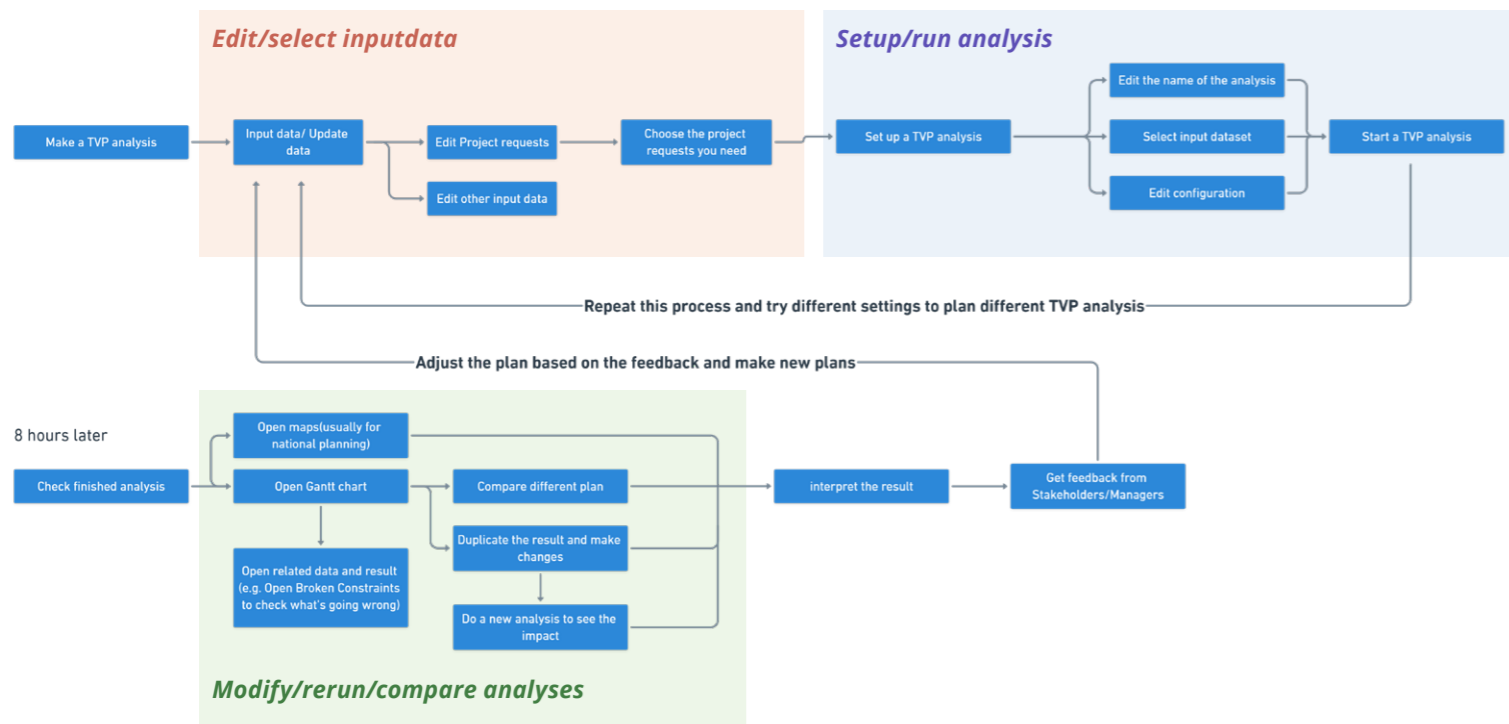 Edit/select inputdata
Setup/run analysis
Make a TVP analysis
Input data/ Update
data
Edit Project requests
Edit other input data
Choose the project
requests you need
Set up a TVP analysis
Edit the name of the analysis
Select input dataset
Edit configuration
Start a TVP analysis
Repeat this process and try different settings to plan different TVP analysis
Adjust the plan based on the feedback and make new plans
8 hours later
Check finished analysis
Open maps(usually for
national planning)
Open Gantt chart
Open related data and result
(e.g. Open Broken Constraints
to check what's going wrong)
Compare different plan
Duplicate the result and make
changes
Do a new analysis to see the
impact
interpret the result
Get feedback from
Stakeholders/Managers
Modify/rerun/compare analyses